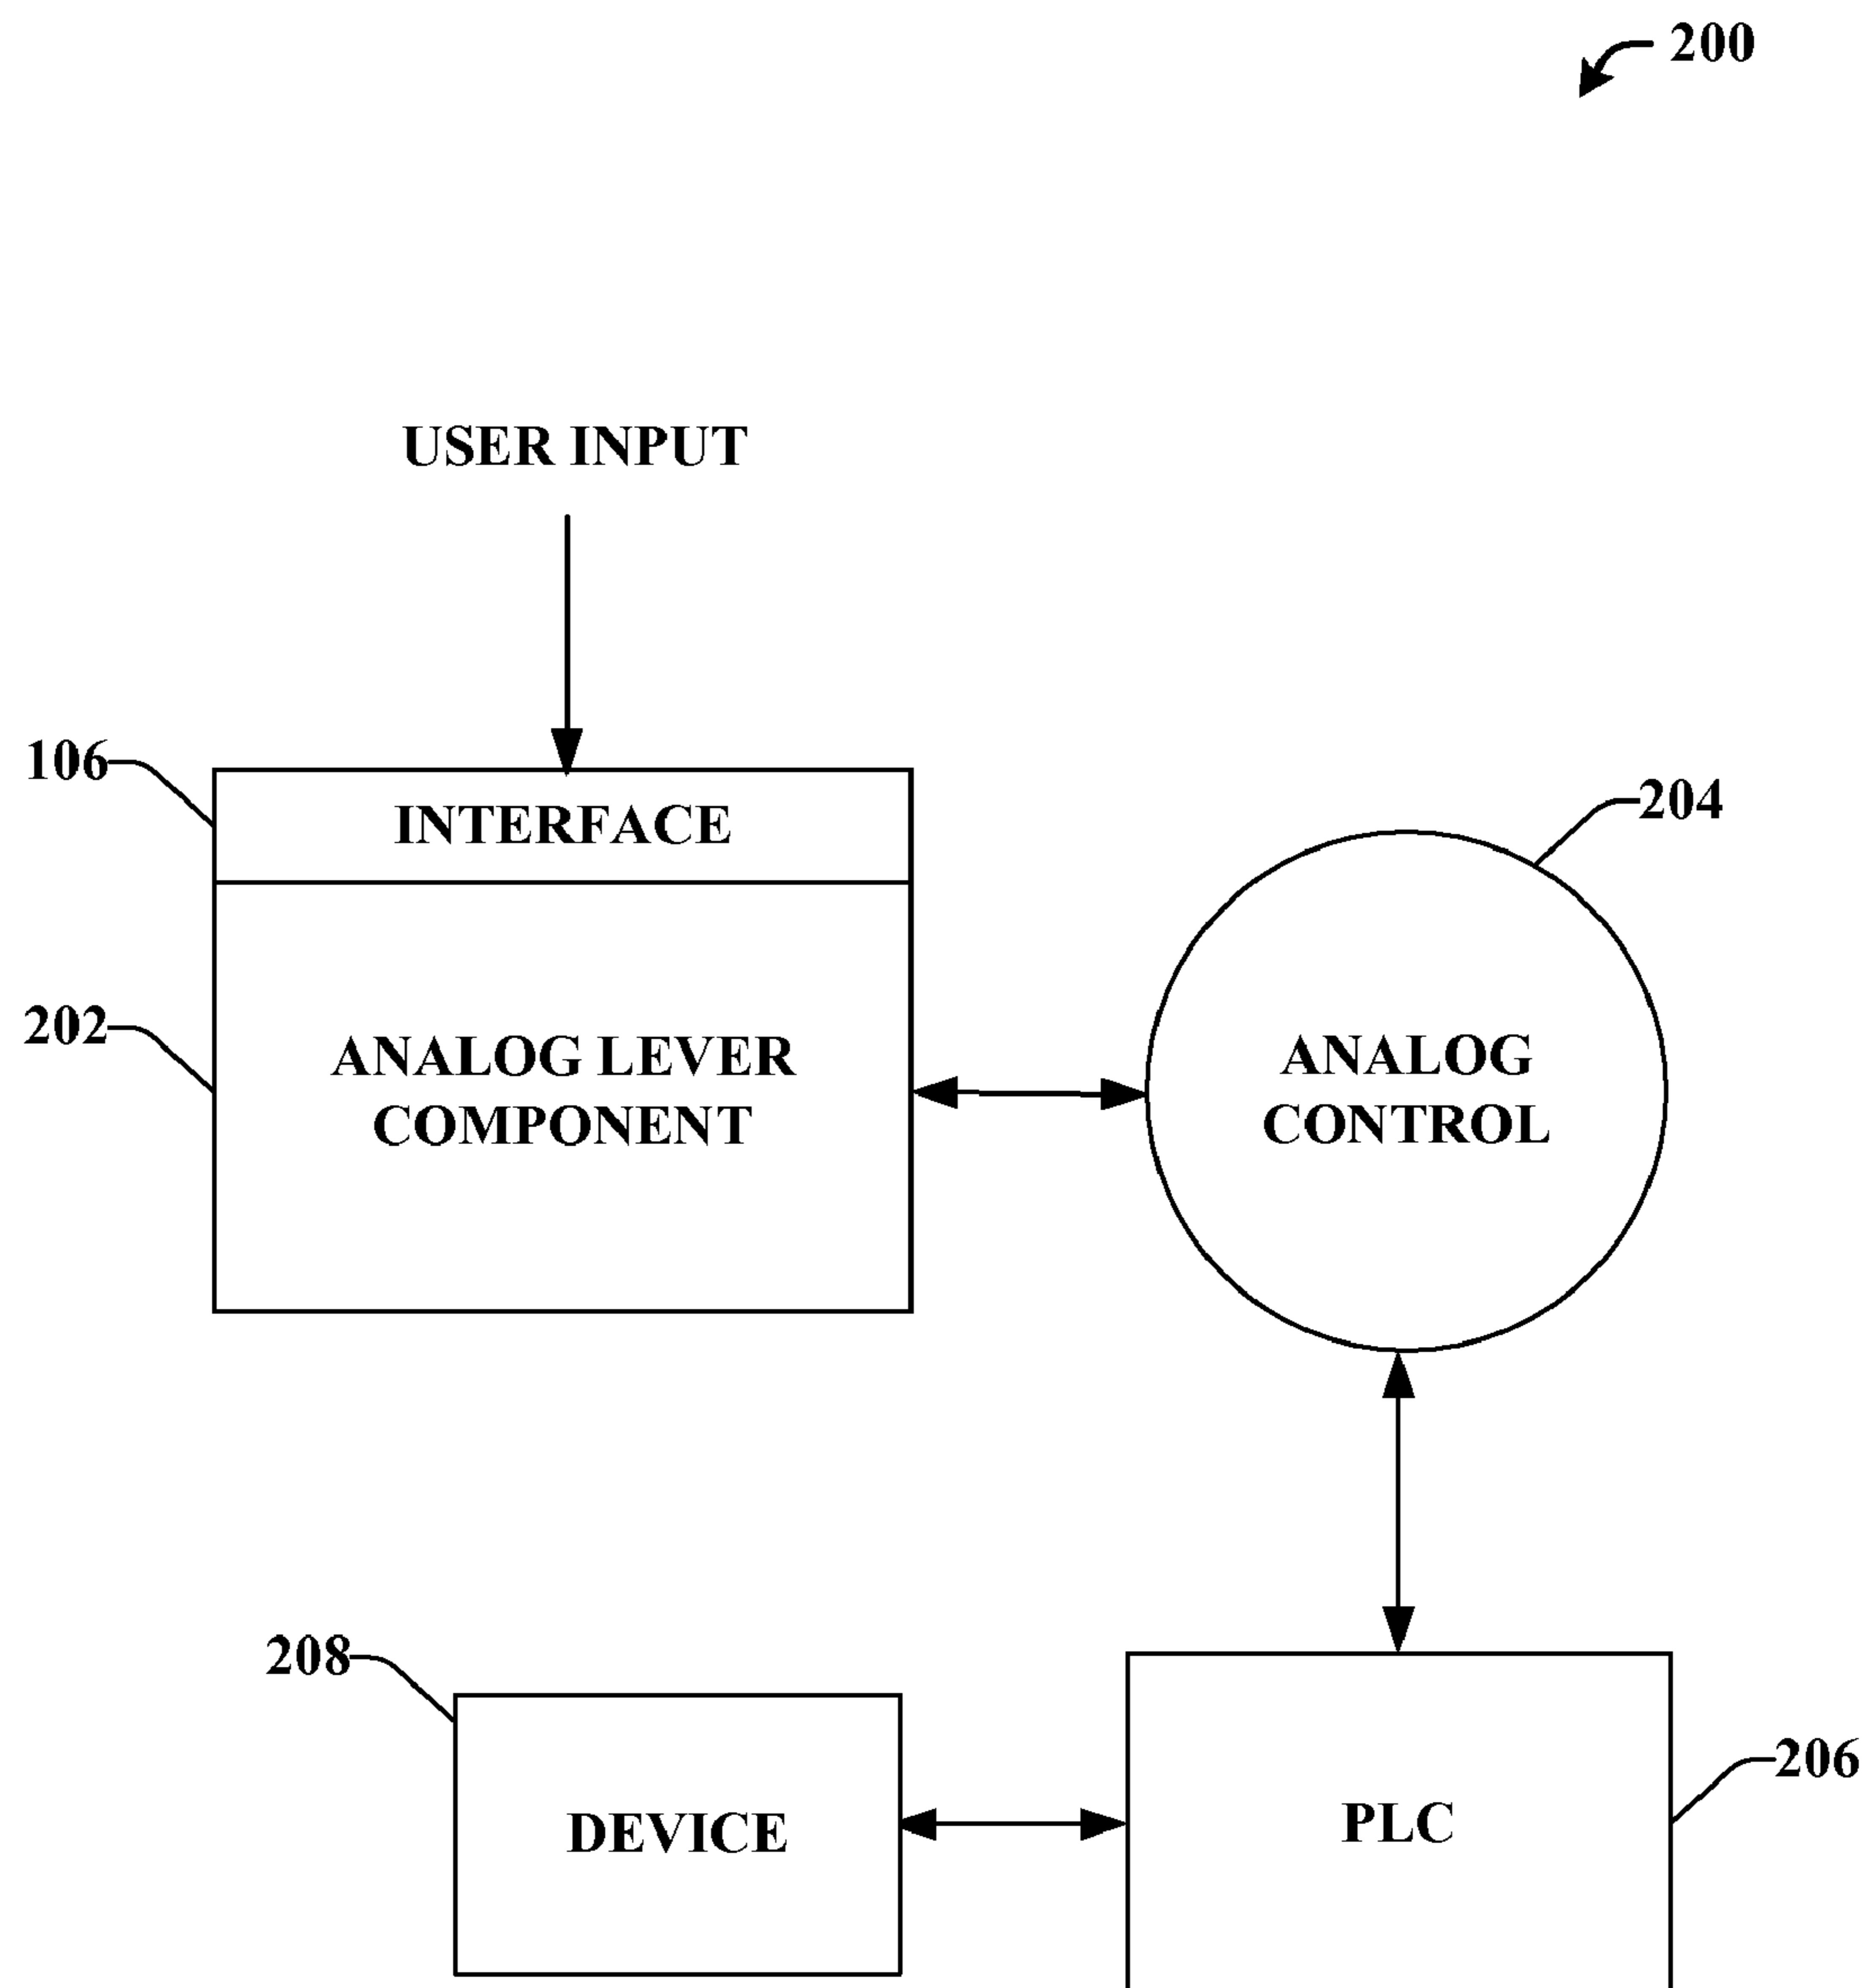 200
USER INPUT
106
INTERFACE
204
202
ANALOG LEVER
COMPONENT
ANALOG
CONTROL
208
DEVICE
206
PLC